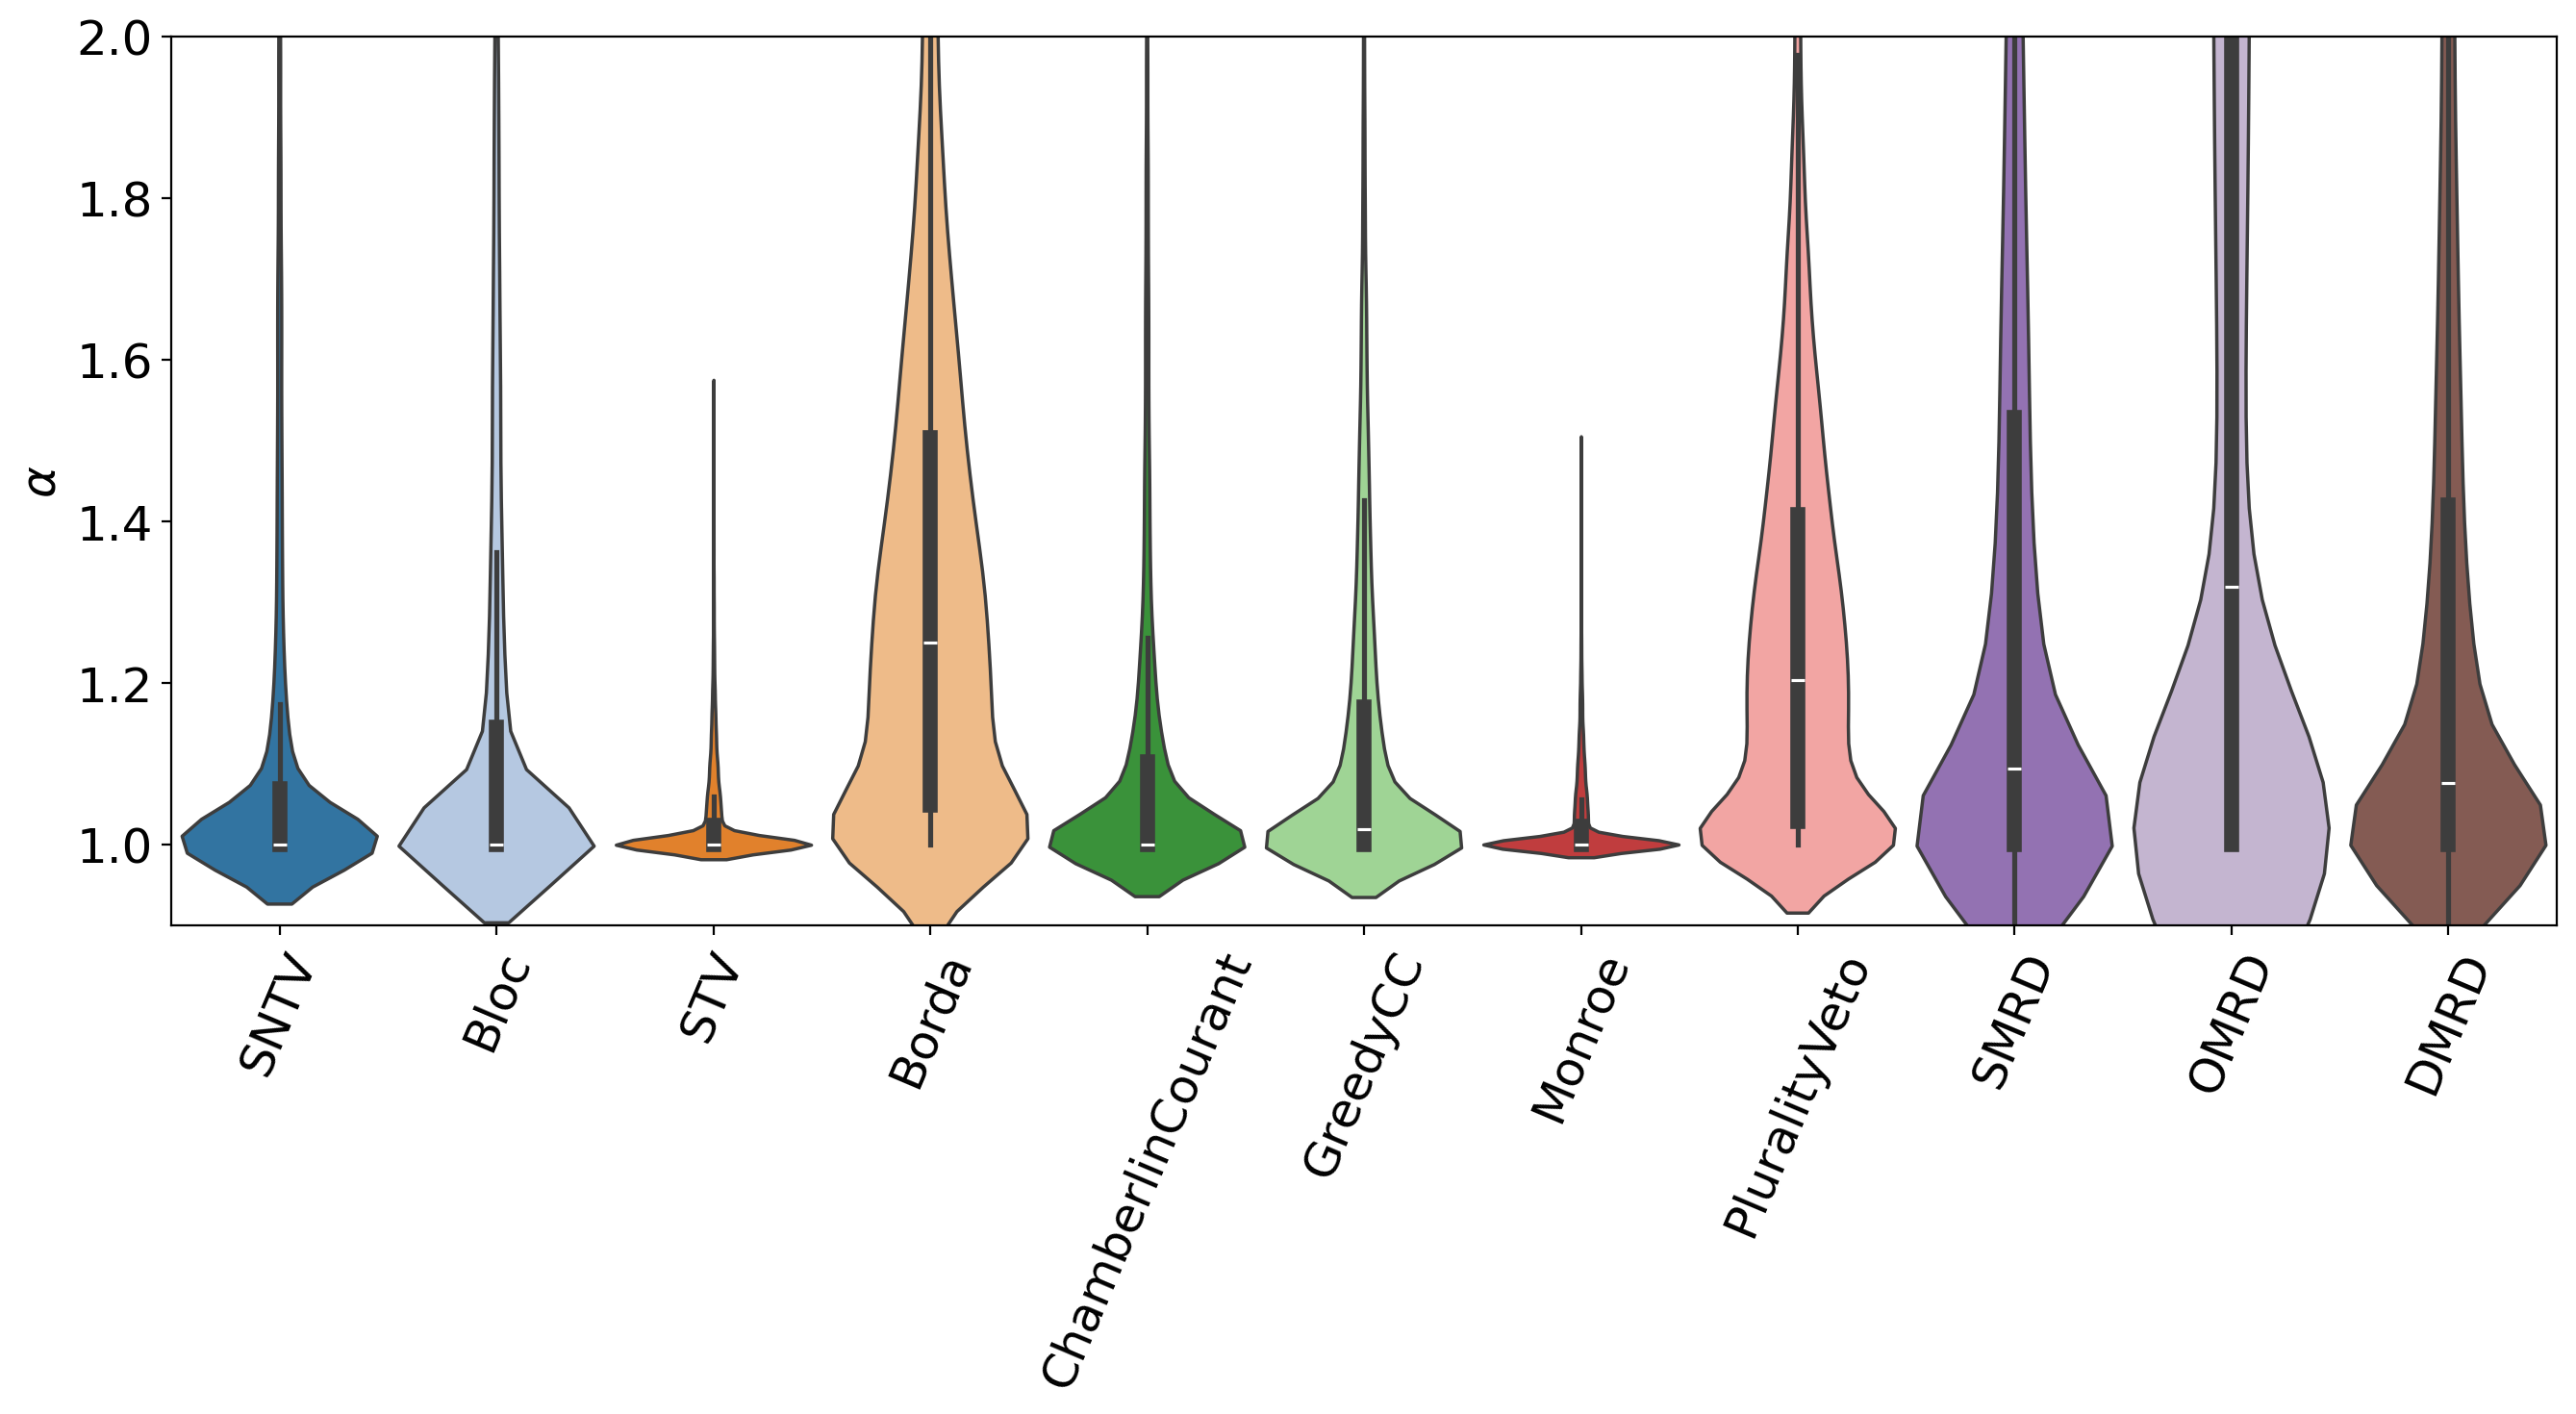 2.0
1.8
1.6
1.4
1.2
1.0
α
SNTV
Bloc
STV
Borda
ChamberlinCourant
GreedyCC
Monroe
PluralityVeto
SMRD
OMRD
DMRD